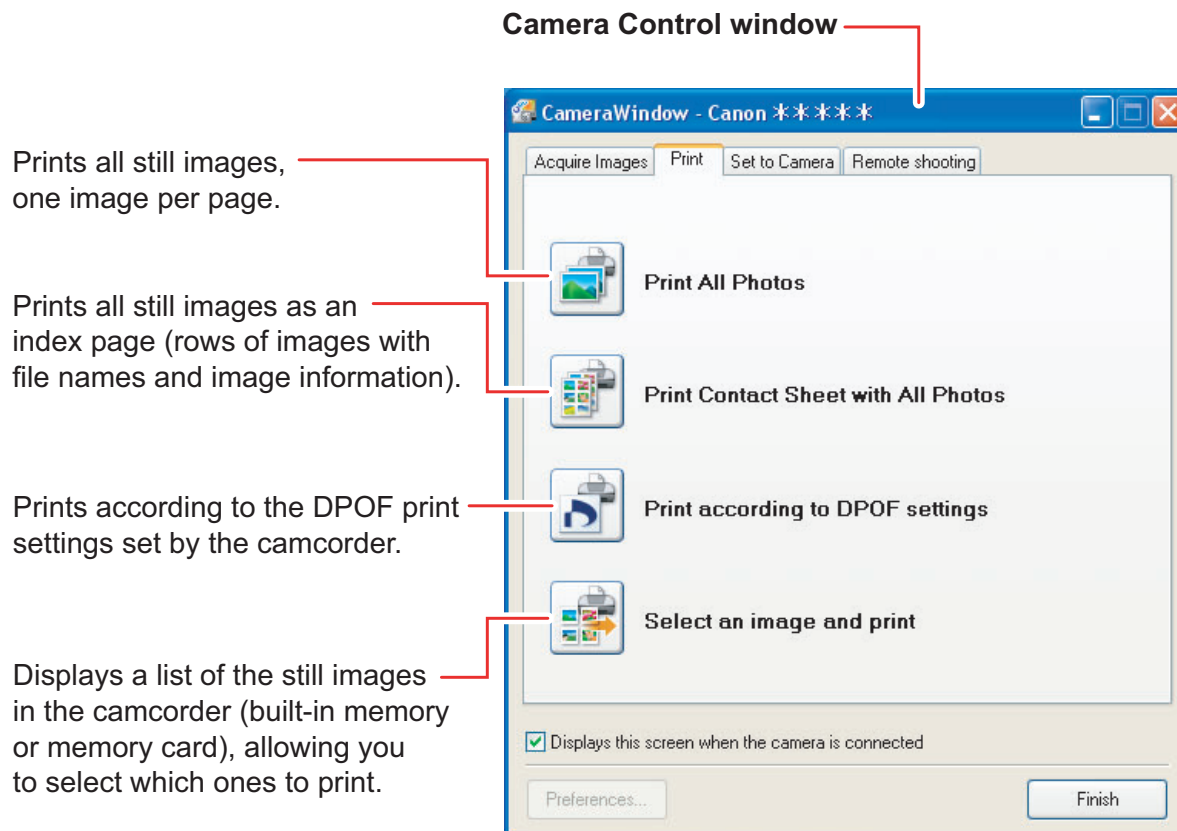 Camera Control window
CameraWindow - Canon ＊＊＊＊＊
Acquire Images Print Set to Camera Remote shooting
Prints all still images,
one image per page.
Print All Photos
Prints all still images as an
index page (rows of images with
file names and image information).
Print Contact Sheet with All Photos
Prints according to the DPOF print
settings set by the camcorder.
Print according to DPOF settings
Displays a list of the still images
in the camcorder (built-in memory
or memory card), allowing you
to select which ones to print.
Select an image and print
Displays this screen when the camera is connected
Preferences... Finish